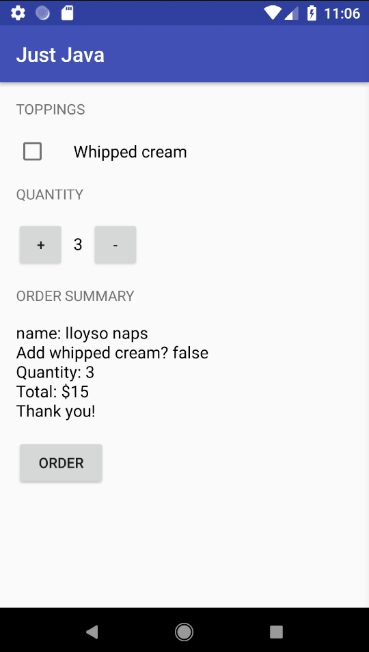 11:06
Just Java
TOPPINGS
Whipped cream
QUANTITY
+ 3 -
ORDER SUMMARY
name: lloyso naps
Add whipped cream? false
Quantity: 3
Total: $15
Thank you!
ORDER